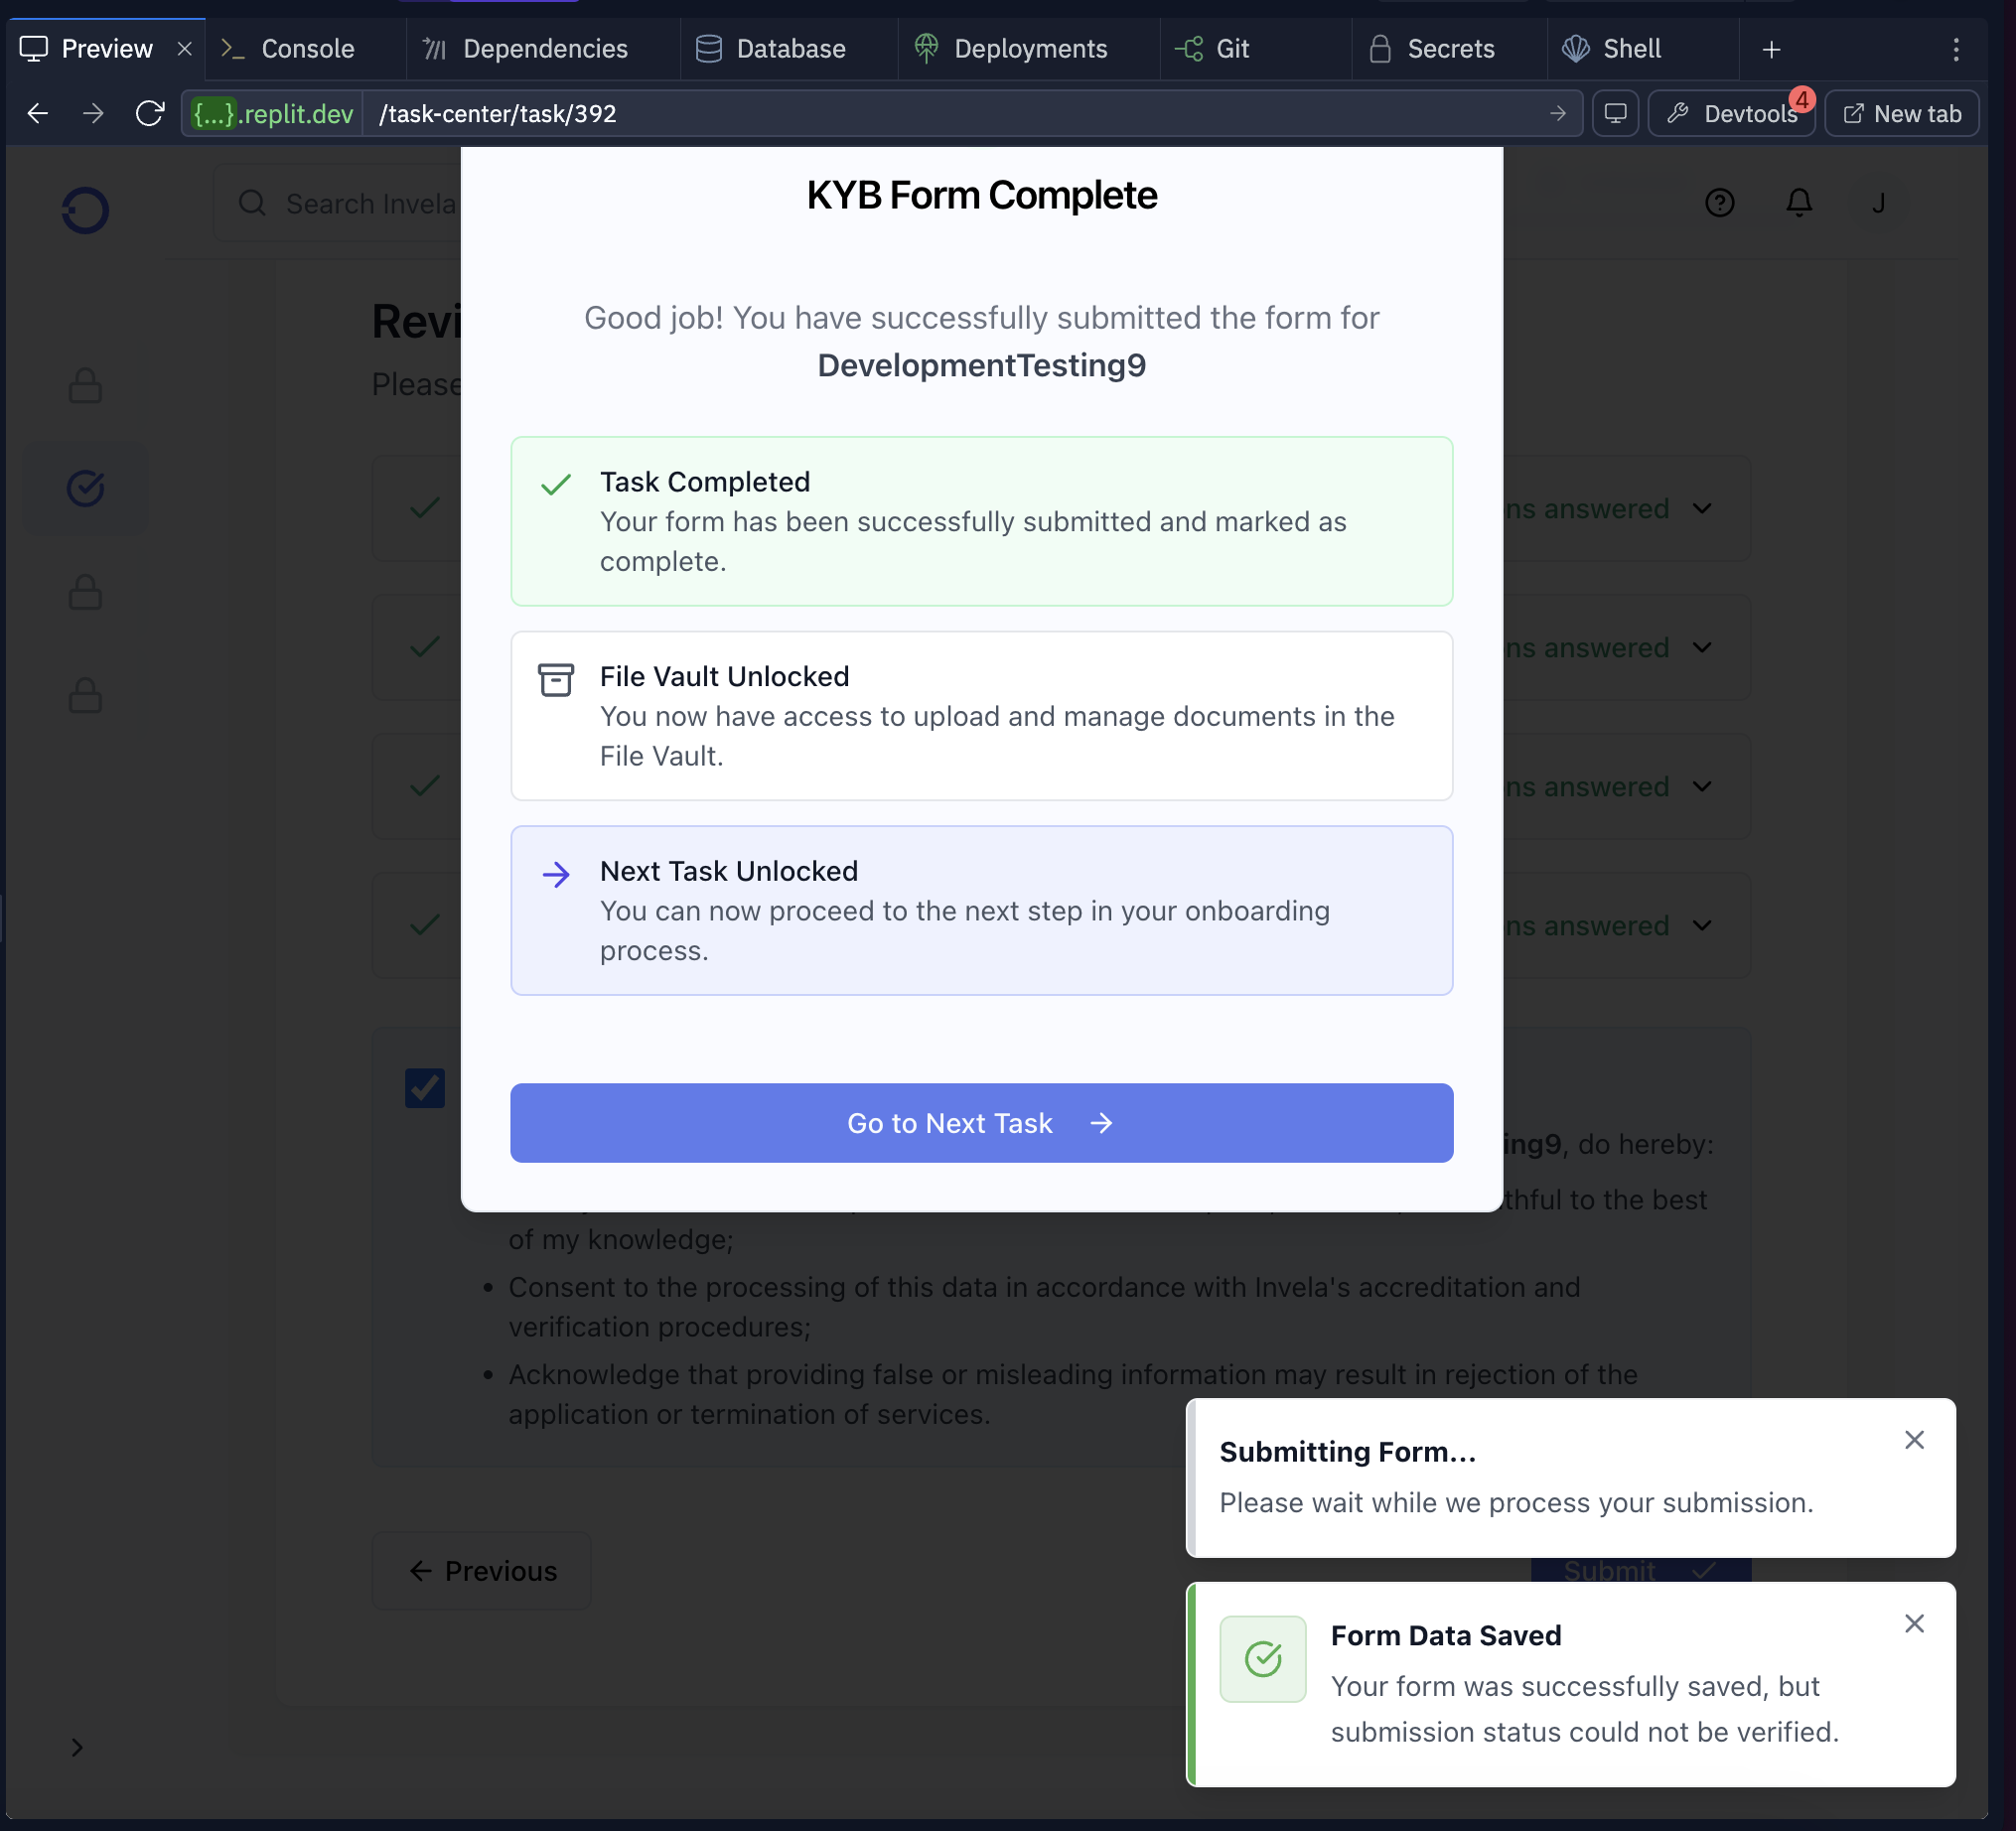 Preview
Console
Dependencies
Database
Deployments
Git
Secrets
Shell
{...}.replit.dev
/task-center/task/392
Devtools
4
New tab
Search Invela
J
KYB Form Complete
Good job! You have successfully submitted the form for
DevelopmentTesting9
Please
Task Completed
Your form has been successfully submitted and marked as
complete.
answered
File Vault Unlocked
You now have access to upload and manage documents in the
File Vault.
answered
answered
Next Task Unlocked
You can now proceed to the next step in your onboarding
process.
answered
Go to Next Task
do hereby:
to the best
of my knowledge;
• Consent to the processing of this data in accordance with Invela's accreditation and
verification procedures;
• Acknowledge that providing false or misleading information may result in rejection of the
application or termination of services.
Previous
Submit
Submitting Form...
Please wait while we process your submission.
Form Data Saved
Your form was successfully saved, but
submission status could not be verified.